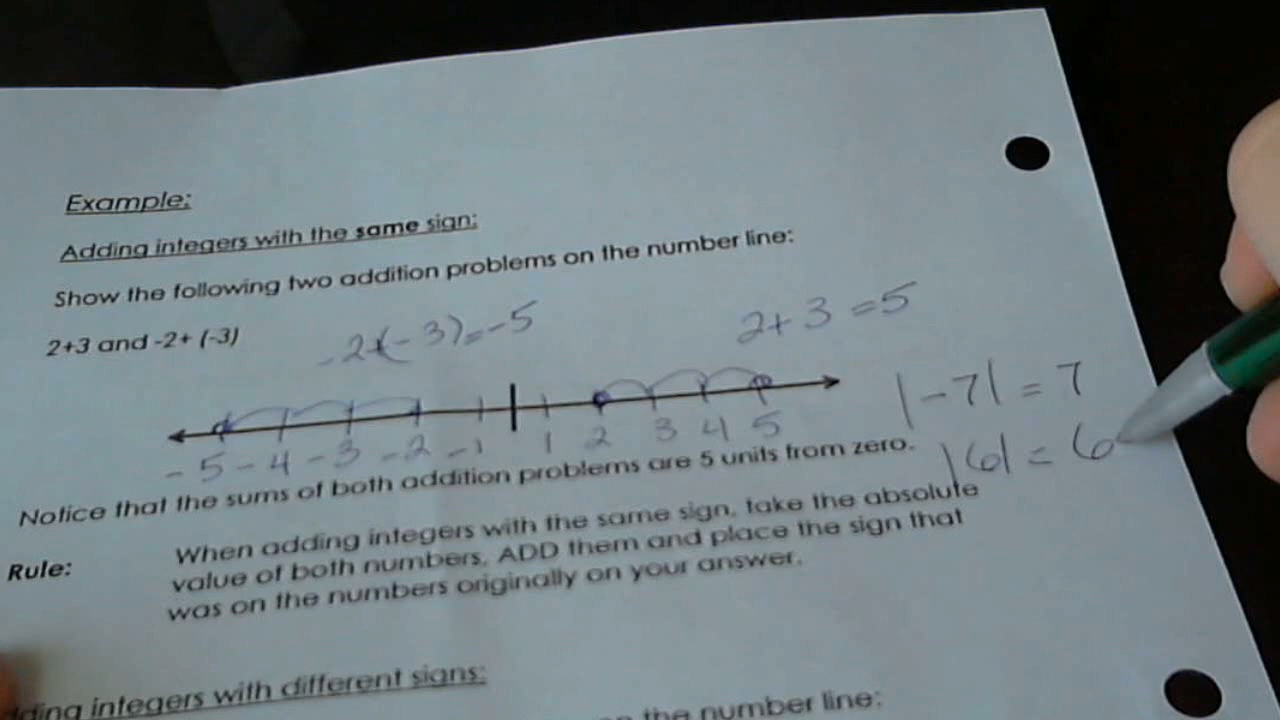 Example:
Adding integers with the same sign:
Show the following two addition problems on the number line:
2+3 and -2+ (-3)
-2+(-3)=-5
2+3=5
|-7|=7
-5 -4 -3 -2 -1 1 2 3 4 5
|6|=6
Notice that the sums of both addition problems are 5 units from zero.
Rule: When adding integers with the same sign, take the absolute
value of both numbers, ADD them and place the sign that
was on the numbers originally on your answer.
dding integers with different signs:
the number line: